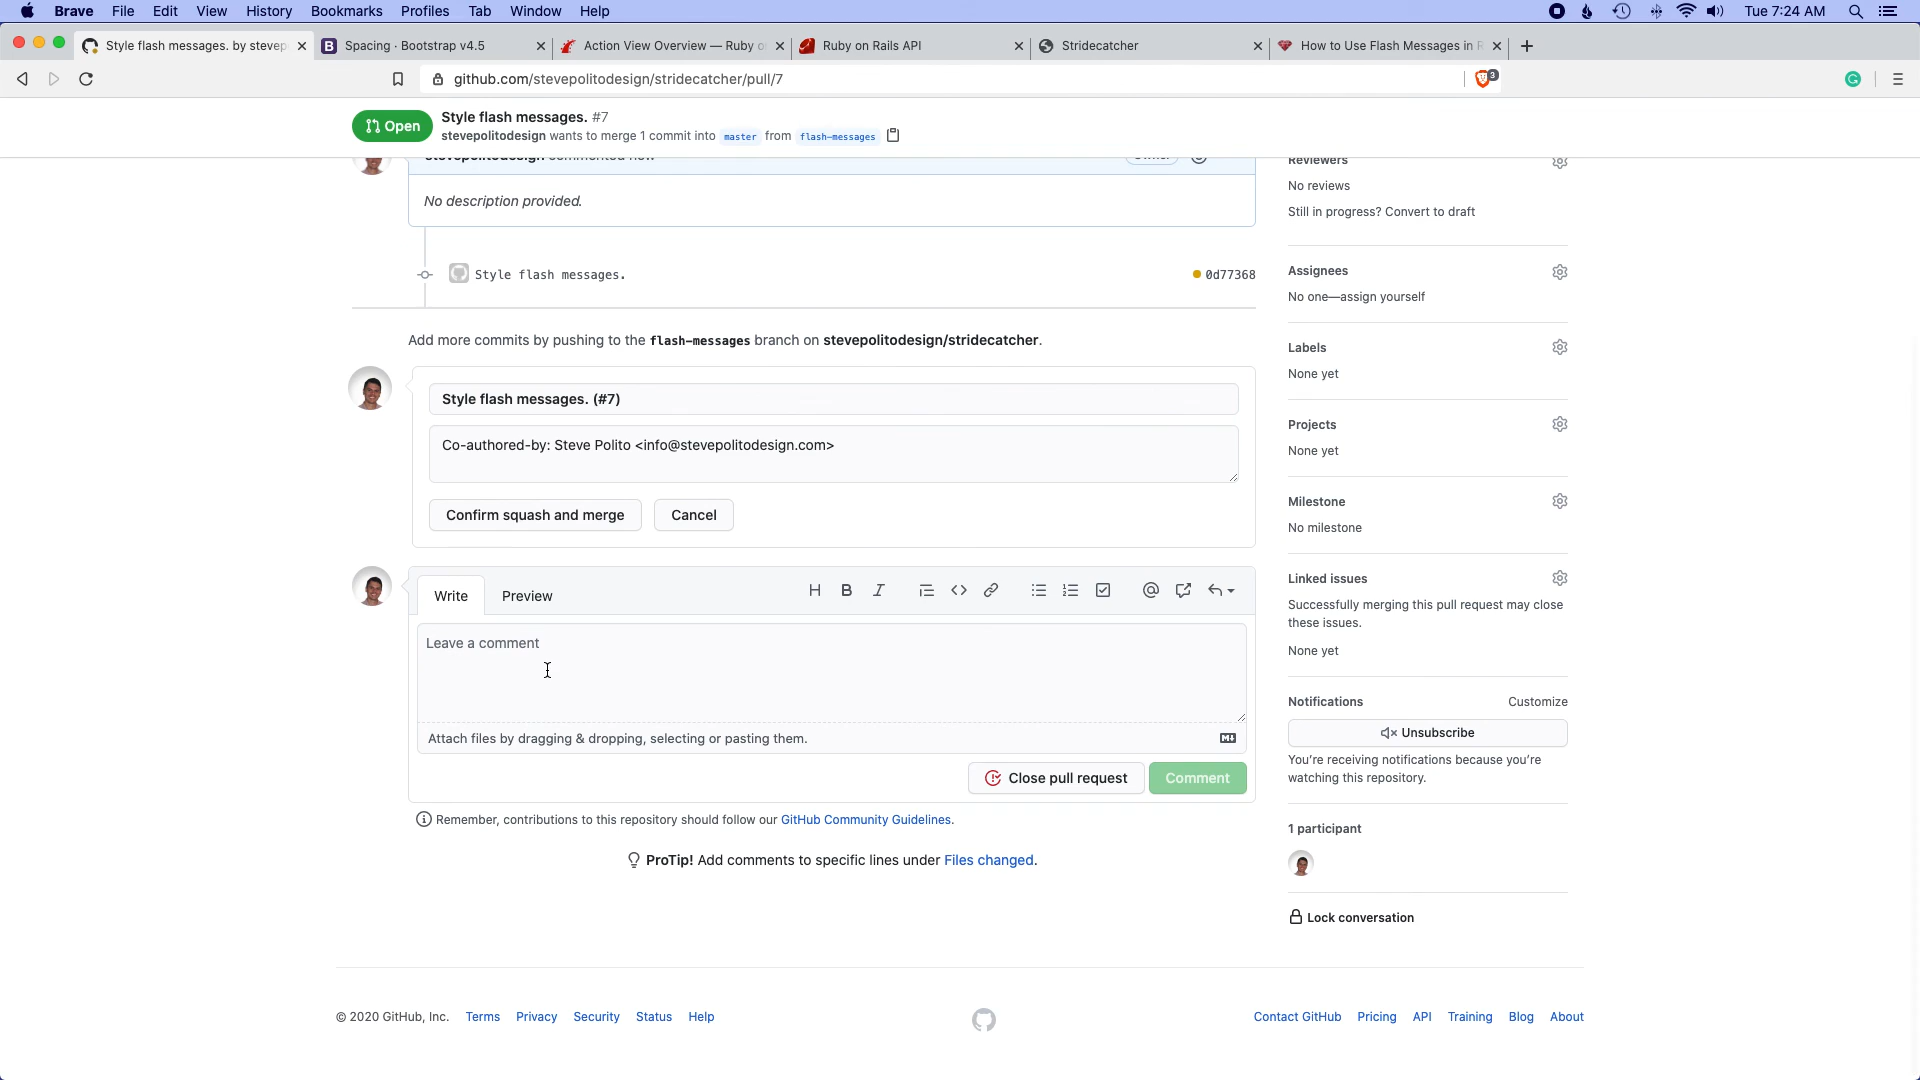 Brave File Edit View History Bookmarks Profiles Tab Window Help Tue 7:24 AM
Style flash messages. by stevep Spacing · Bootstrap v4.5 Action View Overview — Ruby o Ruby on Rails API Stridecatcher How to Use Flash Messages in R
github.com/stevepolitodesign/stridecatcher/pull/7 3
Open
Style flash messages. #7
stevepolitodesign wants to merge 1 commit into master from flash-messages
stevepolitodesign commented now Owner
No description provided.
Style flash messages. 0d77368
Add more commits by pushing to the flash-messages branch on stevepolitodesign/stridecatcher.
Style flash messages. (#7)
Co-authored-by: Steve Polito <info@stevepolitodesign.com>
Confirm squash and merge Cancel
Write Preview
Leave a comment
Attach files by dragging & dropping, selecting or pasting them.
Close pull request Comment
Remember, contributions to this repository should follow our GitHub Community Guidelines.
ProTip! Add comments to specific lines under Files changed.
Reviewers
No reviews
Still in progress? Convert to draft
Assignees
No one—assign yourself
Labels
None yet
Projects
None yet
Milestone
No milestone
Linked issues
Successfully merging this pull request may close
these issues.
None yet
Notifications Customize
Unsubscribe
You're receiving notifications because you're
watching this repository.
1 participant
Lock conversation
© 2020 GitHub, Inc. Terms Privacy Security Status Help
Contact GitHub Pricing API Training Blog About